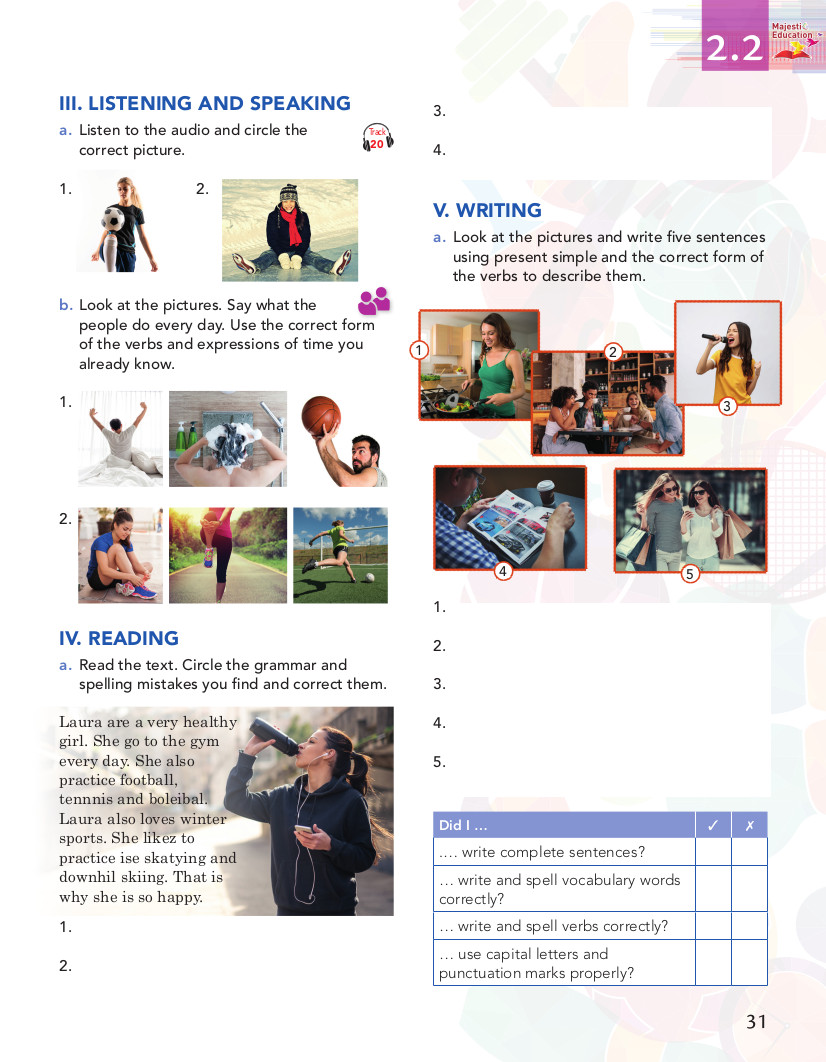 2.2
Majesti
Education
III. LISTENING AND SPEAKING
a. Listen to the audio and circle the
correct picture.
Track
20
1.
2.
b. Look at the pictures. Say what the
people do every day. Use the correct form
of the verbs and expressions of time you
already know.
1.
2.
IV. READING
a. Read the text. Circle the grammar and
spelling mistakes you find and correct them.
Laura are a very healthy
girl. She go to the gym
every day. She also
practice football,
tennnis and boleibal.
Laura also loves winter
sports. She likez to
practice ise skatying and
downhil skiing. That is
why she is so happy.
1.
2.
3.
4.
V. WRITING
a. Look at the pictures and write five sentences
using present simple and the correct form of
the verbs to describe them.
1
2
3
4
5
1.
2.
3.
4.
5.
Did I ... ✓ ✗
.... write complete sentences?
... write and spell vocabulary words
correctly?
... write and spell verbs correctly?
... use capital letters and
punctuation marks properly?
31